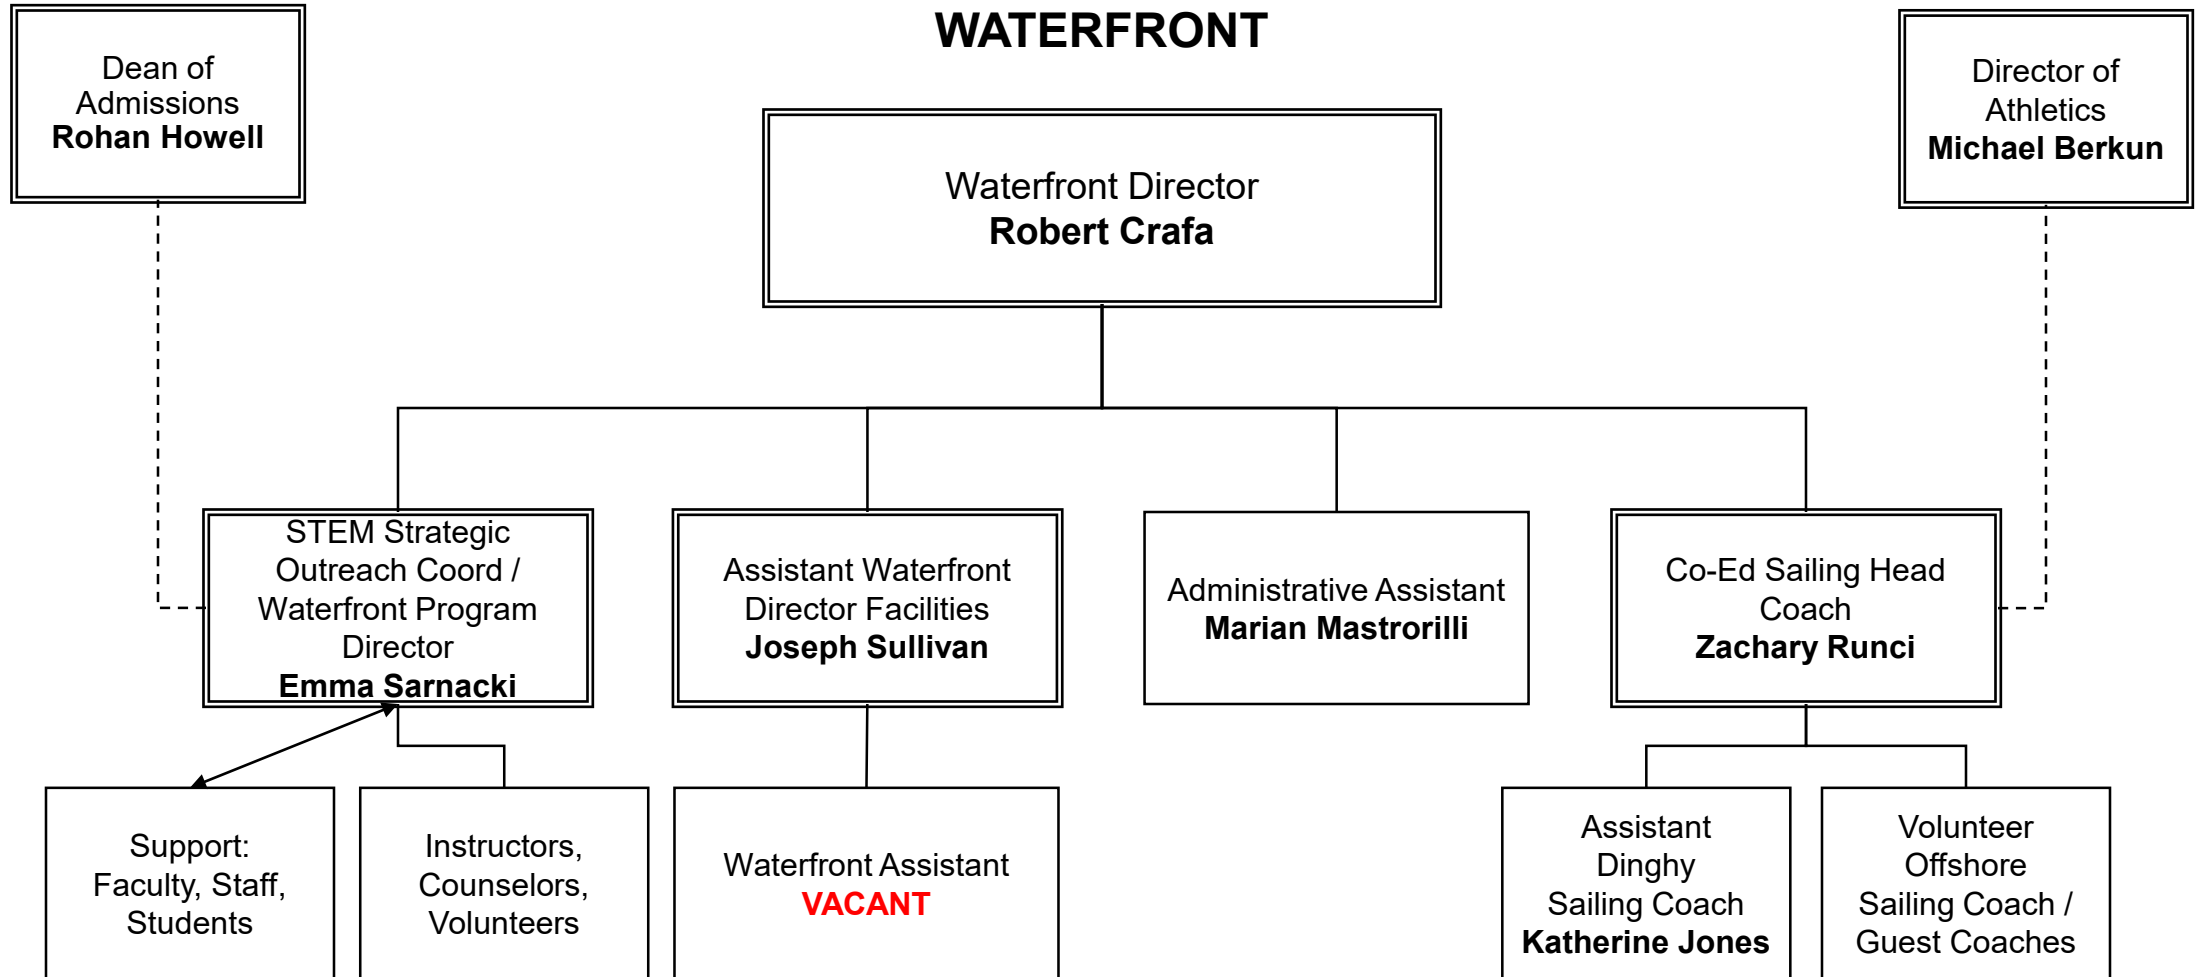 WATERFRONT
Dean of
Admissions
Rohan Howell
Waterfront Director
Robert Crafa
Director of
Athletics
Michael Berkun
STEM Strategic
Outreach Coord /
Waterfront Program
Director
Emma Sarnacki
Assistant Waterfront
Director Facilities
Joseph Sullivan
Administrative Assistant
Marian Mastrorilli
Co-Ed Sailing Head
Coach
Zachary Runci
Support:
Faculty, Staff,
Students
Instructors,
Counselors,
Volunteers
Waterfront Assistant
VACANT
Assistant
Dinghy
Sailing Coach
Katherine Jones
Volunteer
Offshore
Sailing Coach /
Guest Coaches